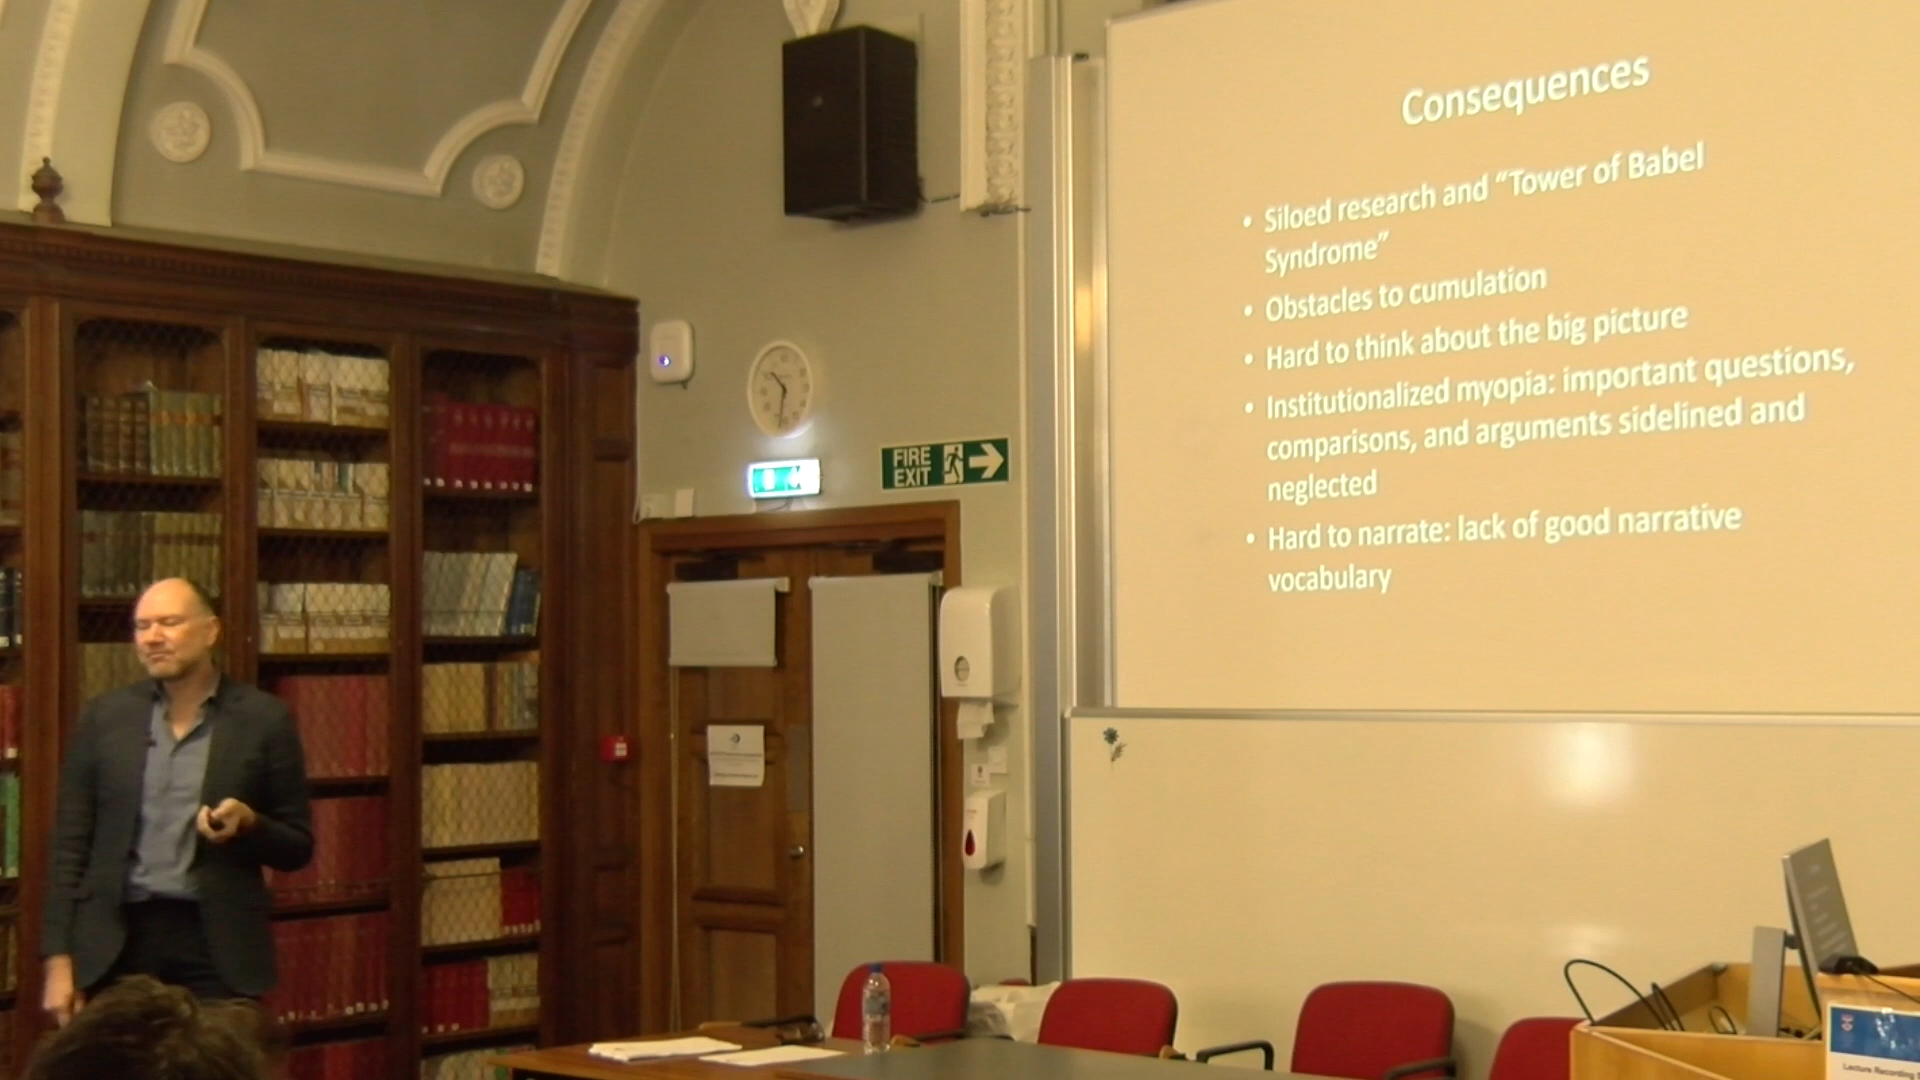 Consequences
• Siloed research and “Tower of Babel
Syndrome”
• Obstacles to cumulation
• Hard to think about the big picture
• Institutionalized myopia: important questions,
comparisons, and arguments sidelined and
neglected
• Hard to narrate: lack of good narrative
vocabulary
FIRE
EXIT
Lecture Recording